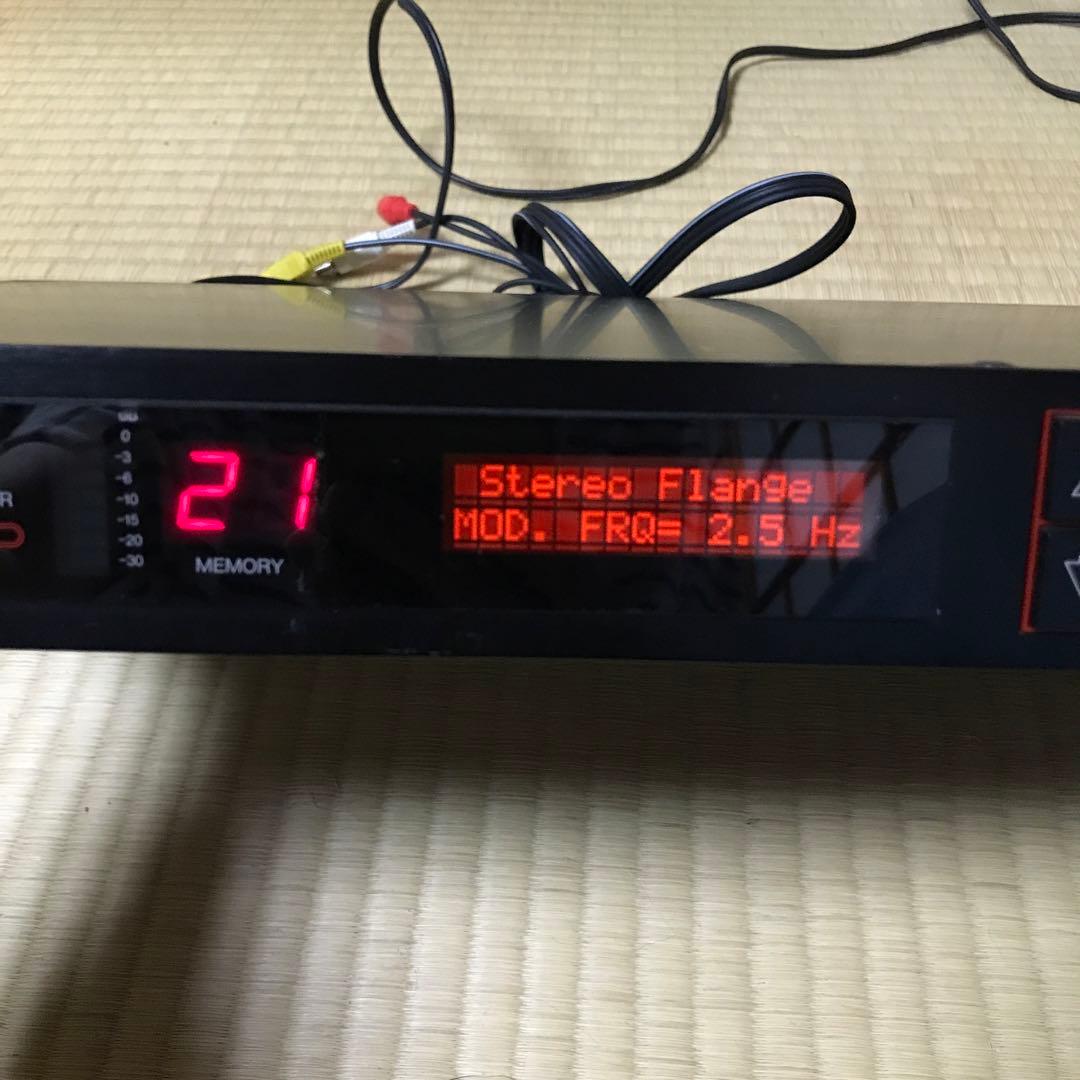 R
dB
0
-3
-6
-10
-15
-20
-30
21
MEMORY
Stereo Flange
MOD. FRQ= 2.5 Hz